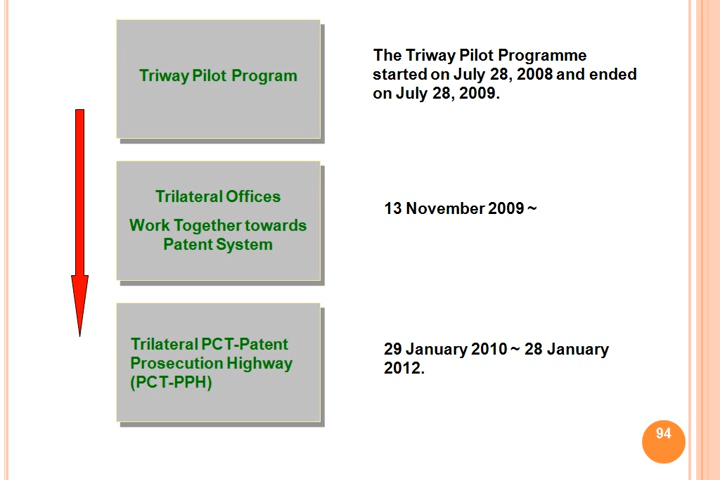 Triway Pilot Program
The Triway Pilot Programme
started on July 28, 2008 and ended
on July 28, 2009.
Trilateral Offices
Work Together towards
Patent System
13 November 2009 ~
Trilateral PCT-Patent
Prosecution Highway
(PCT-PPH)
29 January 2010 ~ 28 January
2012.
94